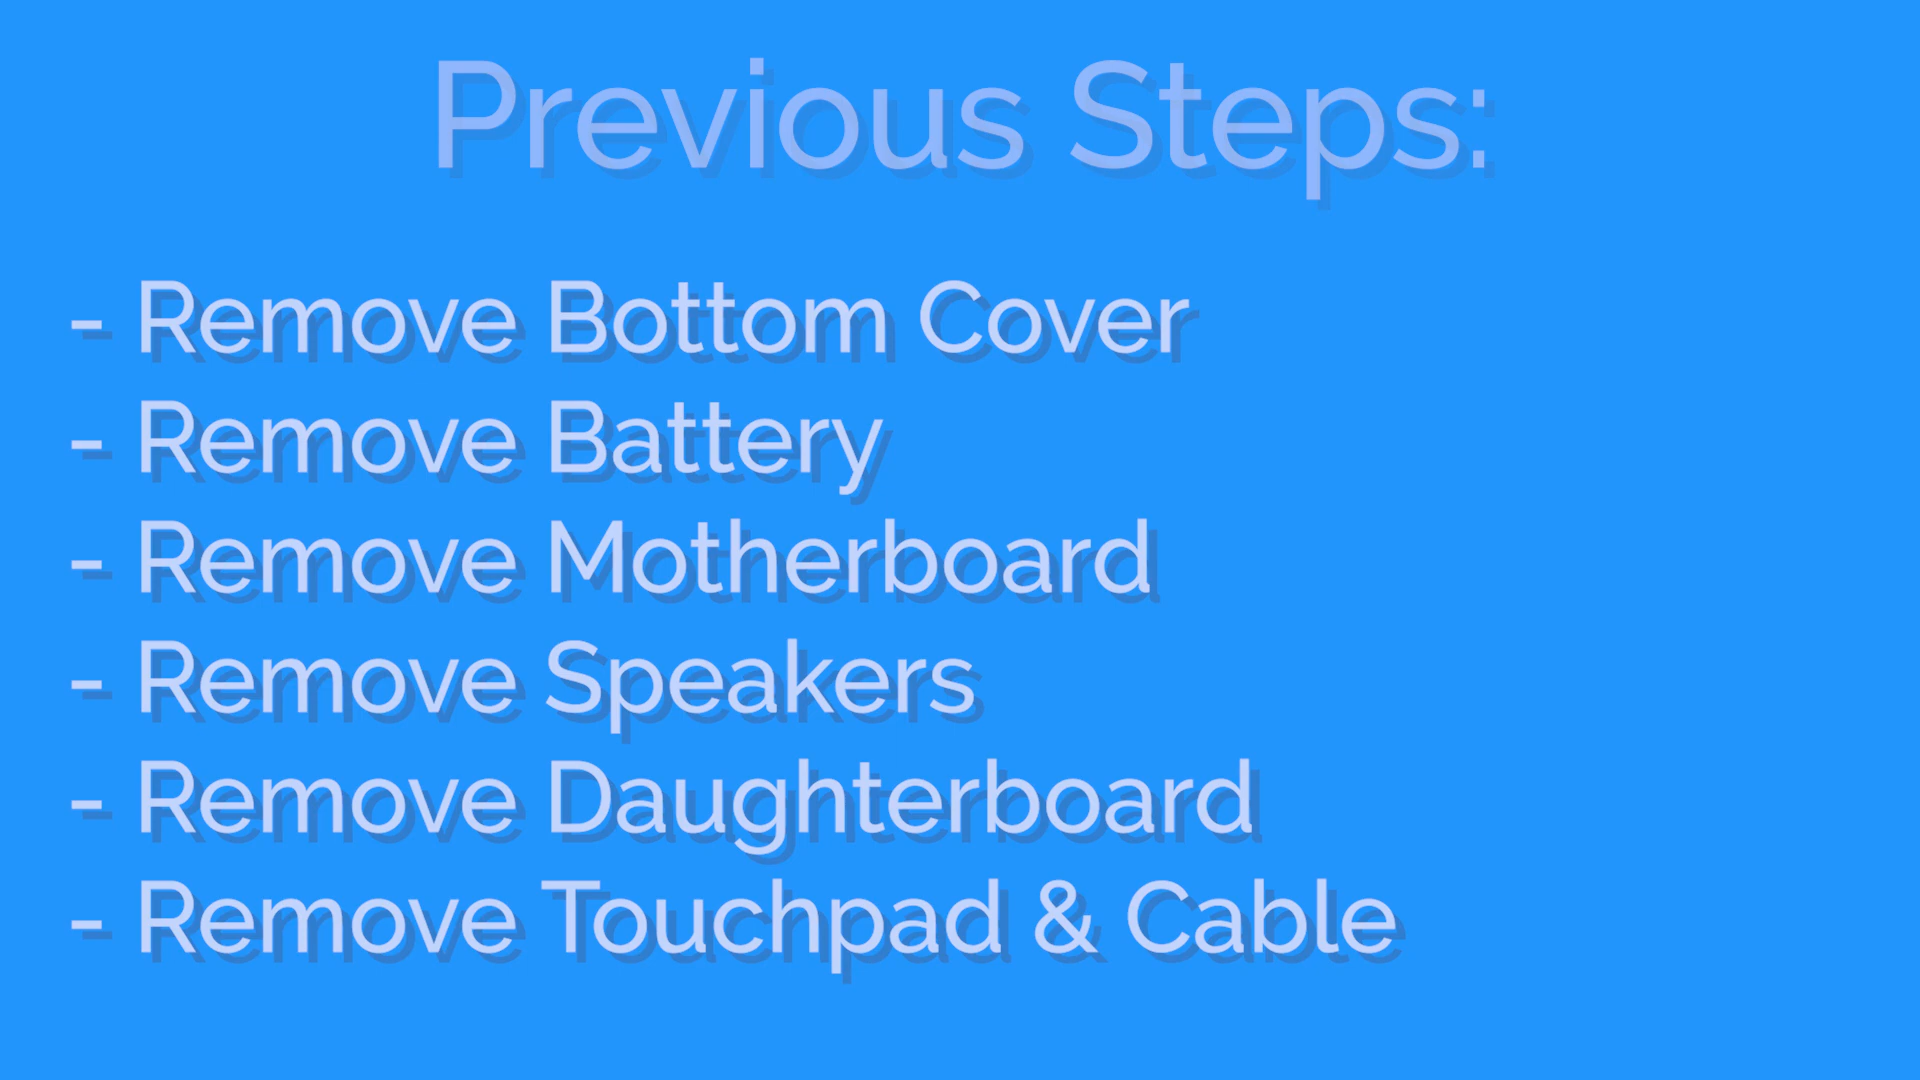 Previous Steps:
- Remove Bottom Cover
- Remove Battery
- Remove Motherboard
- Remove Speakers
- Remove Daughterboard
- Remove Touchpad & Cable